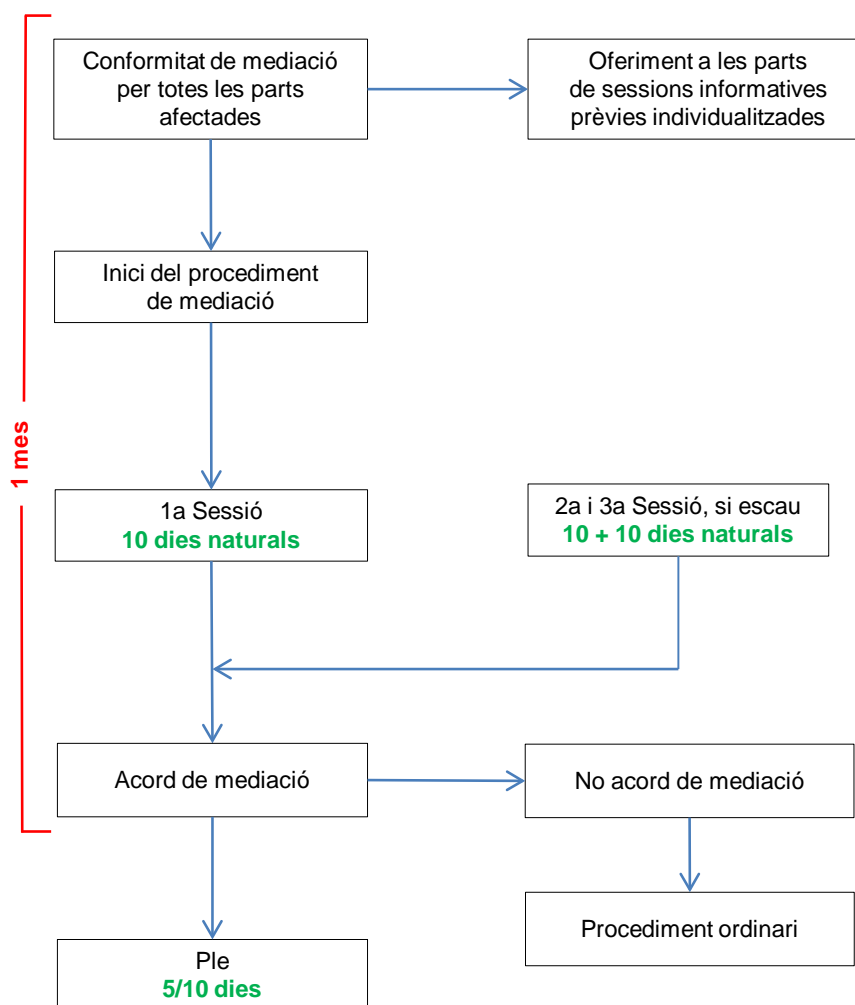 Conformitat de mediació
per totes les parts
afectades
Oferiment a les parts
de sessions informatives
prèvies individualitzades
Inici del procediment
de mediació
1 mes
1a Sessió
10 dies naturals
2a i 3a Sessió, si escau
10 + 10 dies naturals
Acord de mediació
No acord de mediació
Procediment ordinari
Ple
5/10 dies